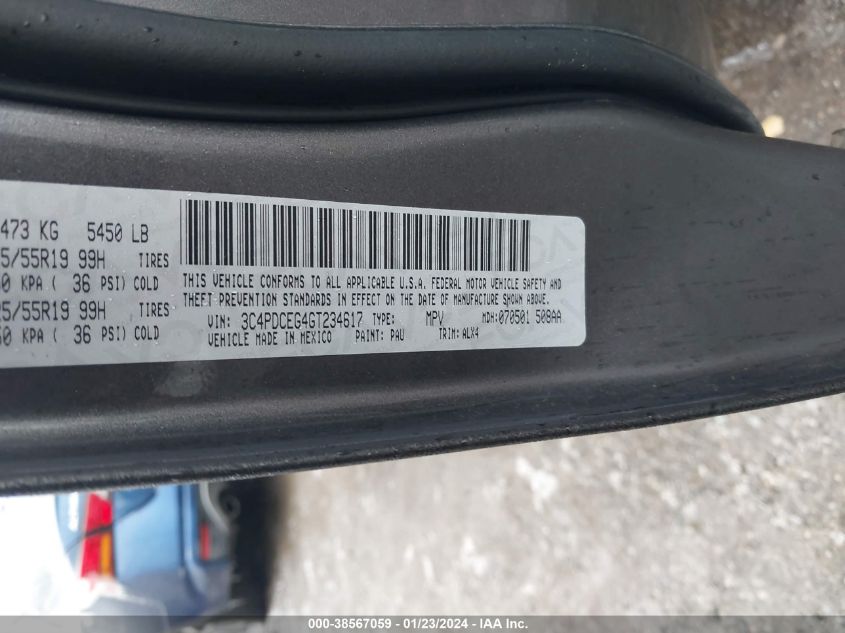 473 KG 5450 LB
5/55R19 99H TIRES
0 KPA ( 36 PSI) COLD
5/55R19 99H TIRES
0 KPA ( 36 PSI) COLD
THIS VEHICLE CONFORMS TO ALL APPLICABLE U.S.A. FEDERAL MOTOR VEHICLE SAFETY AND
THEFT PREVENTION STANDARDS IN EFFECT ON THE DATE OF MANUFACTURE SHOWN ABOVE.
VIN: 3C4PDCEG4GT234617 TYPE: MPV MDH:070501 508AA
VEHICLE MADE IN MEXICO PAINT: PAU TRIM: ALX4
000-38567059 - 01/23/2024 - IAA Inc.